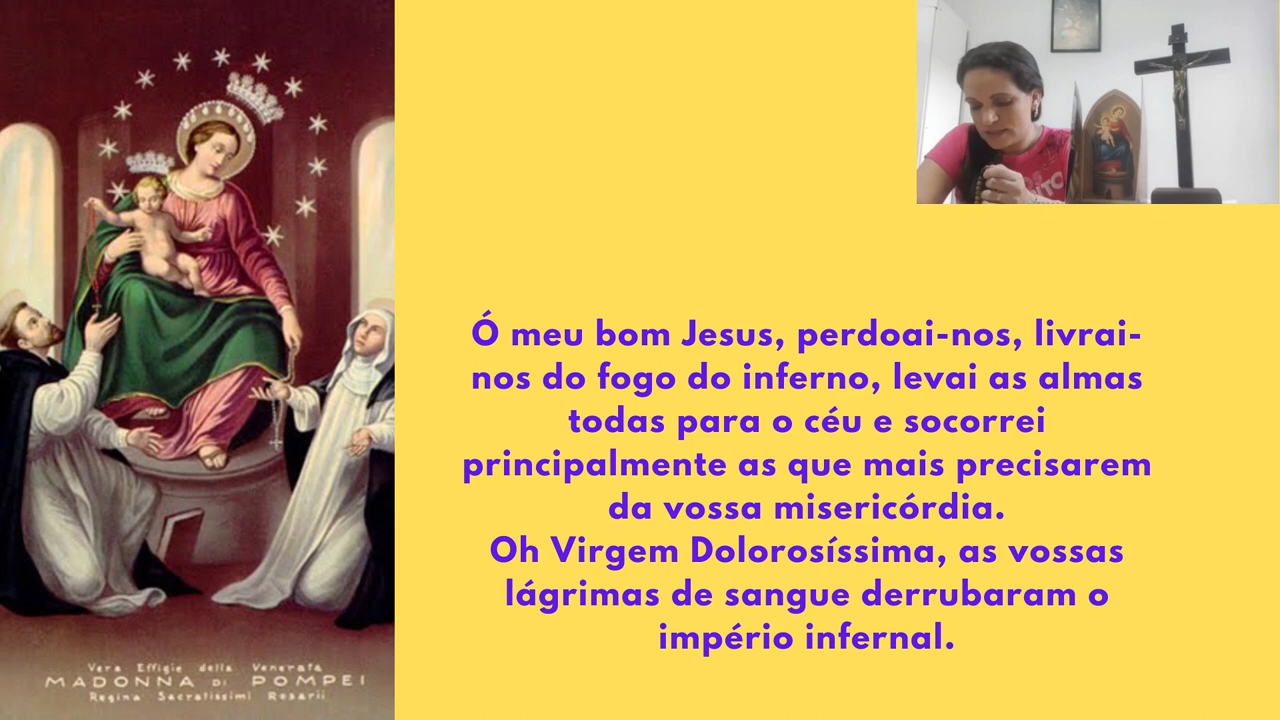 Ó meu bom Jesus, perdoai-nos, livrai-
nos do fogo do inferno, levai as almas
todas para o céu e socorrei
principalmente as que mais precisarem
da vossa misericórdia.
Oh Virgem Dolorosíssima, as vossas
lágrimas de sangue derrubaram o
império infernal.
Vera Effigie della Venerata
MADONNA DI POMPEI
Regina Sacratissimi Rosarii